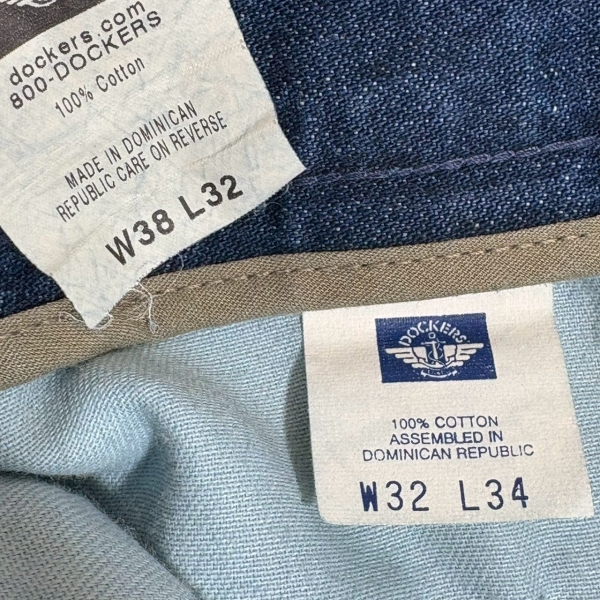 dockers.com
800-DOCKERS
100% Cotton
MADE IN DOMINICAN
REPUBLIC CARE ON REVERSE
W38 L32
DOCKERS
100% COTTON
ASSEMBLED IN
DOMINICAN REPUBLIC
W32 L34